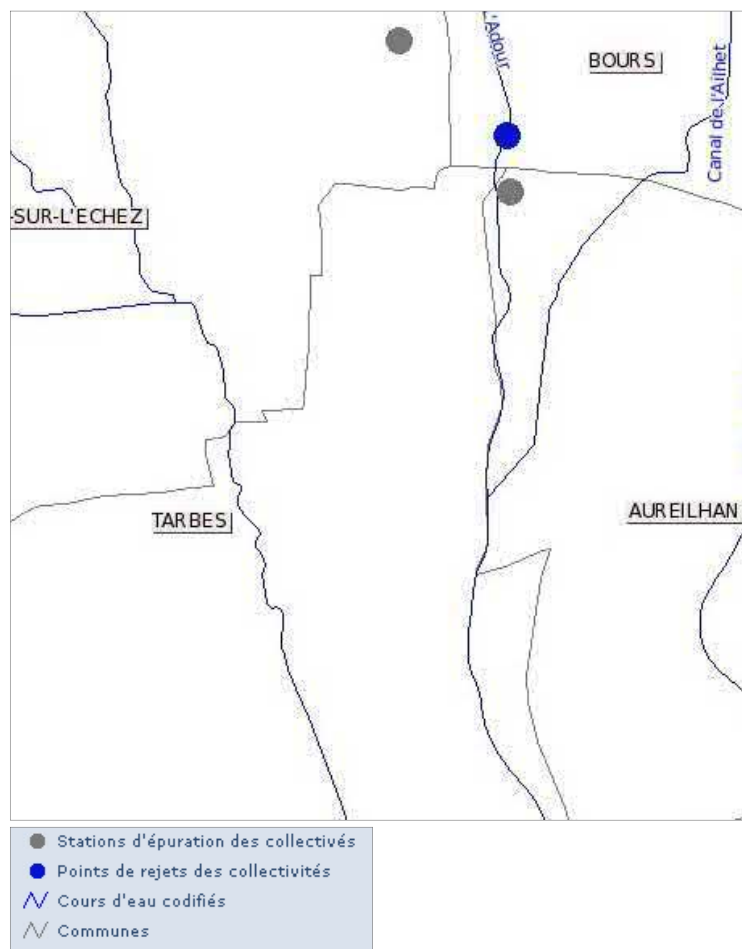 L'Adour
BOURS
Canal de l'Ailhet
-SUR-L'ECHEZ
TARBES
AUREILHAN
Stations d'épuration des collectivés
Points de rejets des collectivités
Cours d'eau codifiés
Communes